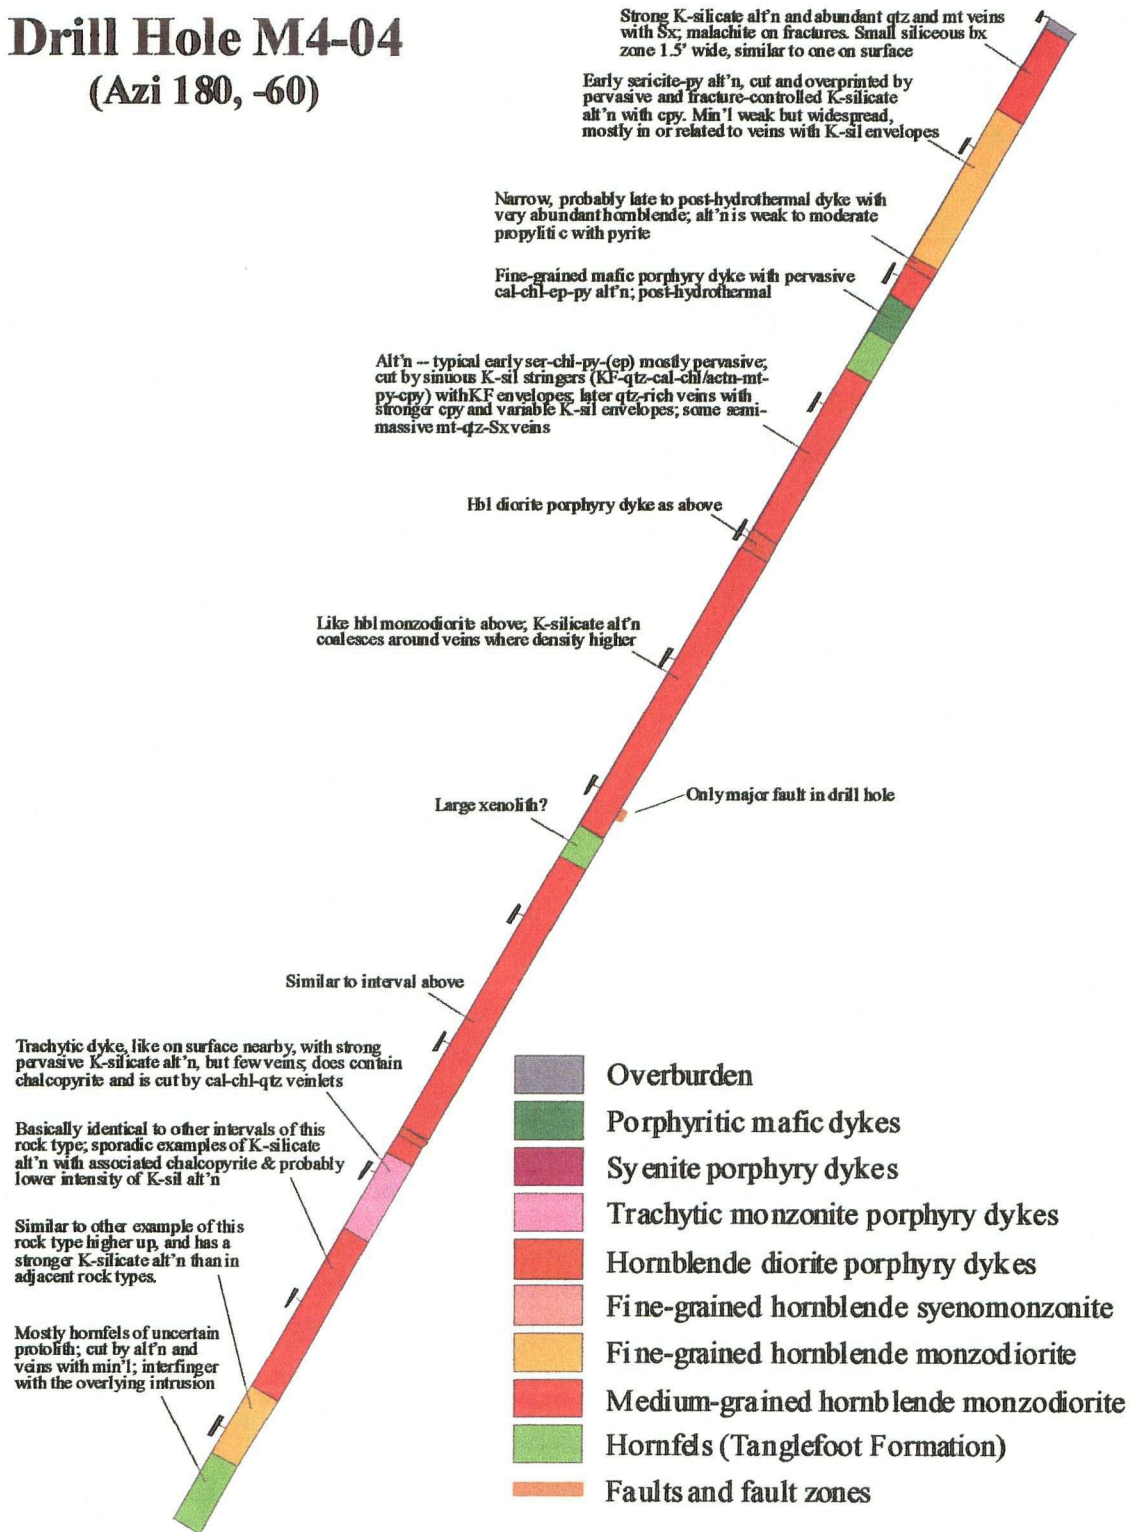 Drill Hole M4-04
(Azi 180, -60)
Strong K-silicate alt'n and abundant qtz and mt veins
with Sx; malachite on fractures. Small siliceous bx
zone 1.5' wide, similar to one on surface
Early sericite-py alt'n, cut and overprinted by
pervasive and fracture-controlled K-silicate
alt'n with cpy. Min'l weak but widespread,
mostly in or related to veins with K-sil envelopes
Narrow, probably late to post-hydrothermal dyke with
very abundant hornblende; alt'n is weak to moderate
propylitic with pyrite
Fine-grained mafic porphyry dyke with pervasive
cal-chl-ep-py alt'n; post-hydrothermal
Alt'n -- typical early ser-chl-py-(ep) mostly pervasive;
cut by sinuous K-sil stringers (KF-qtz-cal-chl/actn-mt-
py-cpy) with KF envelopes; later qtz-rich veins with
stronger cpy and variable K-sil envelopes; some semi-
massive mt-qtz-Sx veins
Hbl diorite porphyry dyke as above
Like hbl monzodiorite above; K-silicate alt'n
coalesces around veins where density higher
Only major fault in drill hole
Large xenolith?
Similar to interval above
Trachytic dyke, like on surface nearby, with strong
pervasive K-silicate alt'n, but few veins; does contain
chalcopyrite and is cut by cal-chl-qtz veinlets
Basically identical to other intervals of this
rock type; sporadic examples of K-silicate
alt'n with associated chalcopyrite & probably
lower intensity of K-sil alt'n
Similar to other example of this
rock type higher up, and has a
stronger K-silicate alt'n than in
adjacent rock types.
Mostly hornfels of uncertain
protolith; cut by alt'n and
veins with min'l; interfinger
with the overlying intrusion
Overburden
Porphyritic mafic dykes
Syenite porphyry dykes
Trachytic monzonite porphyry dykes
Hornblende diorite porphyry dykes
Fine-grained hornblende syenomonzonite
Fine-grained hornblende monzodiorite
Medium-grained hornblende monzodiorite
Hornfels (Tanglefoot Formation)
Faults and fault zones